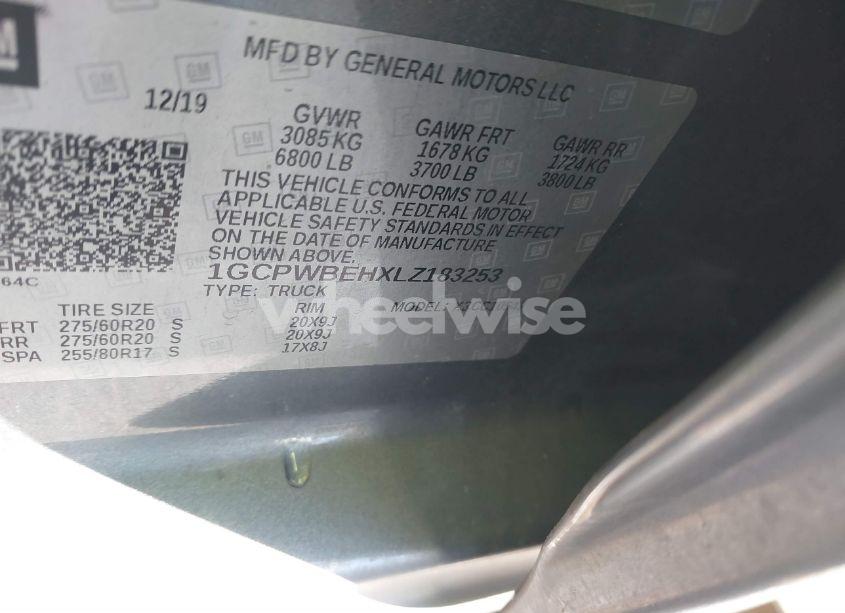 GM
MFD BY GENERAL MOTORS LLC
12/19
GVWR
3085 KG
6800 LB
GAWR FRT
1678 KG
3700 LB
GAWR RR
1724 KG
3800 LB
THIS VEHICLE CONFORMS TO ALL
APPLICABLE U.S. FEDERAL MOTOR
VEHICLE SAFETY STANDARDS IN EFFECT
ON THE DATE OF MANUFACTURE
SHOWN ABOVE.
1GCPWBEHXLZ183253
64C
TYPE: TRUCK
MODEL:
TIRE SIZE RIM
FRT 275/60R20 S 20X9J
RR 275/60R20 S 20X9J
SPA 255/80R17 S 17X8J
wheelwise